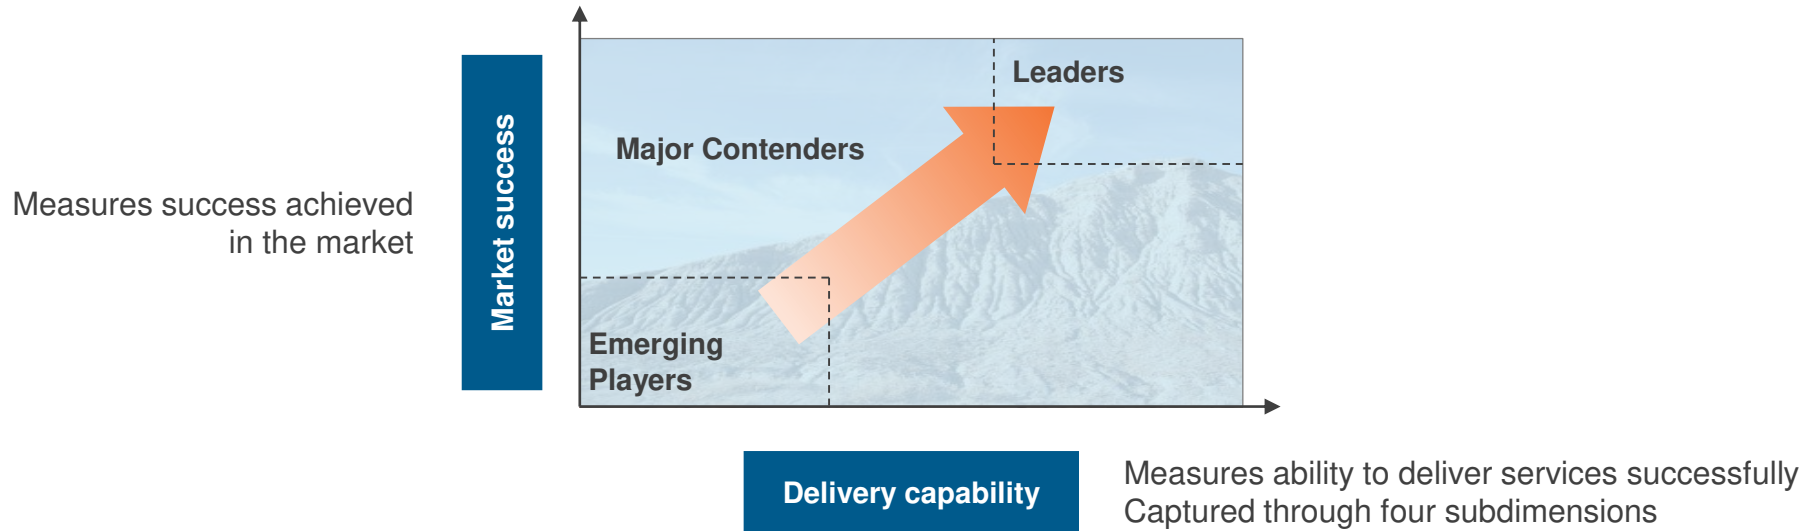 Leaders
Major Contenders
Market success
Measures success achieved
in the market
Emerging
Players
Delivery capability
Measures ability to deliver services successfully
Captured through four subdimensions